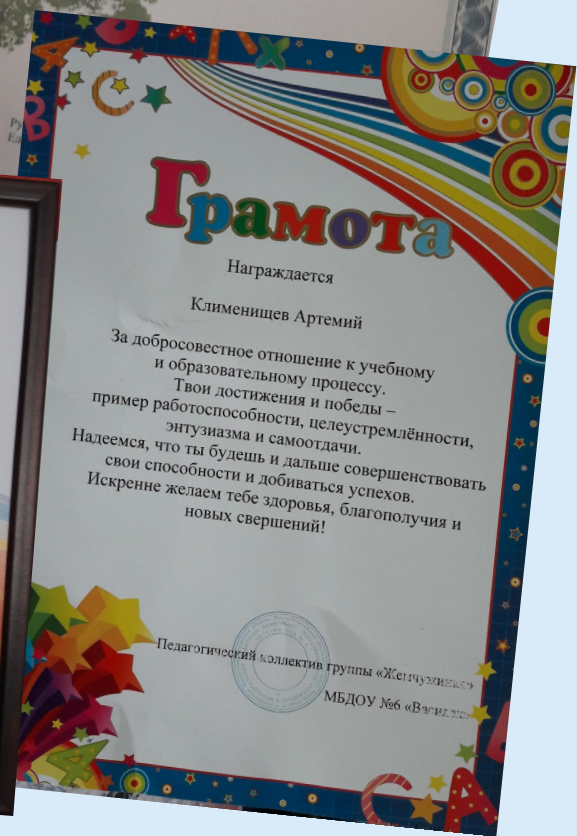 Грамота
Награждается
Клименищев Артемий
За добросовестное отношение к учебному
и образовательному процессу.
Твои достижения и победы –
пример работоспособности, целеустремлённости,
энтузиазма и самоотдачи.
Надеемся, что ты будешь и дальше совершенствовать
свои способности и добиваться успехов.
Искренне желаем тебе здоровья, благополучия и
новых свершений!
Педагогический коллектив группы
МБДОУ №6